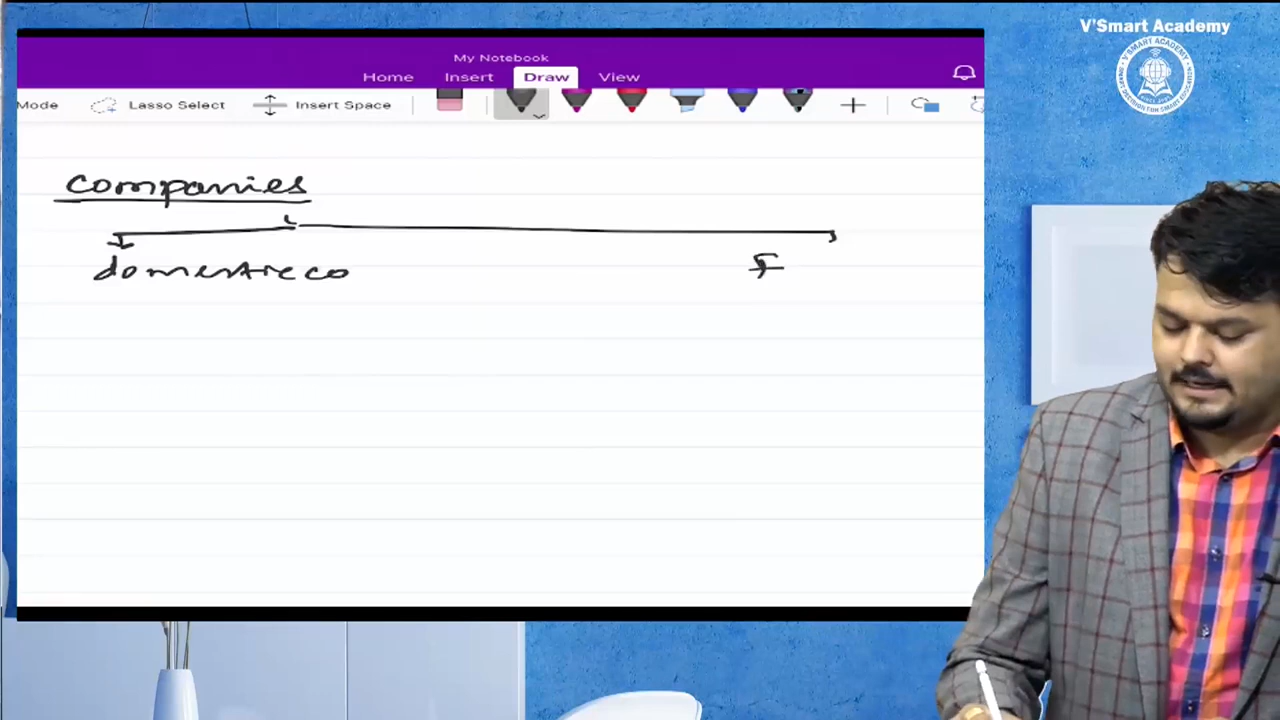 V'Smart Academy
My Notebook
Home Insert Draw View
Mode Lasso Select Insert Space
companies
domestic co
F